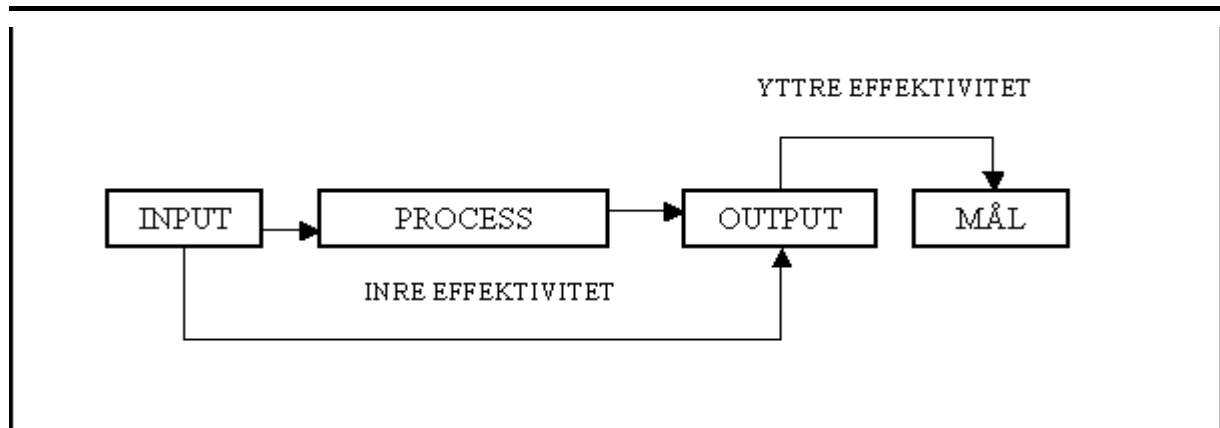 YTTRE EFFEKTIVITET
INPUT PROCESS OUTPUT MÅL
INRE EFFEKTIVITET